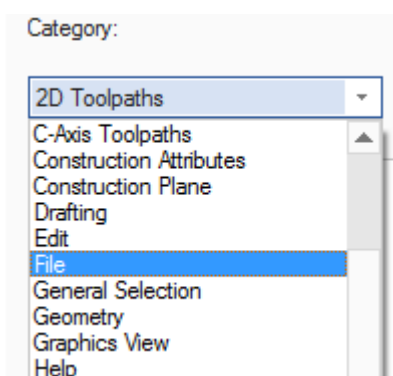 Category:
2D Toolpaths
C-Axis Toolpaths
Construction Attributes
Construction Plane
Drafting
Edit
File
General Selection
Geometry
Graphics View
Help